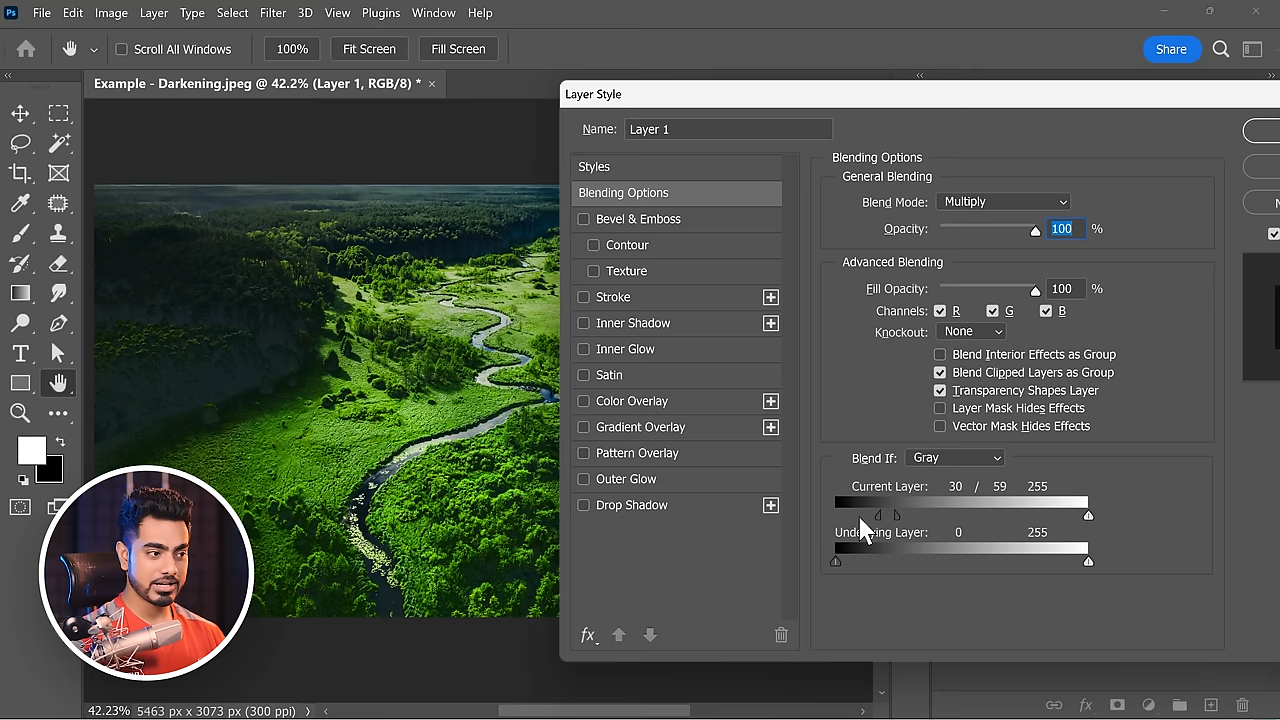 Ps File Edit Image Layer Type Select Filter 3D View Plugins Window Help
Scroll All Windows 100% Fit Screen Fill Screen Share
Example - Darkening.jpeg @ 42.2% (Layer 1, RGB/8) * ×
Layer Style
Name: Layer 1
Styles
Blending Options
Bevel & Emboss
Contour
Texture
Stroke
Inner Shadow
Inner Glow
Satin
Color Overlay
Gradient Overlay
Pattern Overlay
Outer Glow
Drop Shadow
fx
Blending Options
General Blending
Blend Mode: Multiply
Opacity: 100 %
Advanced Blending
Fill Opacity: 100 %
Channels: R G B
Knockout: None
Blend Interior Effects as Group
Blend Clipped Layers as Group
Transparency Shapes Layer
Layer Mask Hides Effects
Vector Mask Hides Effects
Blend If: Gray
Current Layer: 30 / 59 255
Layer: 0 255
42.23% 5463 px x 3073 px (300 ppi)
fx